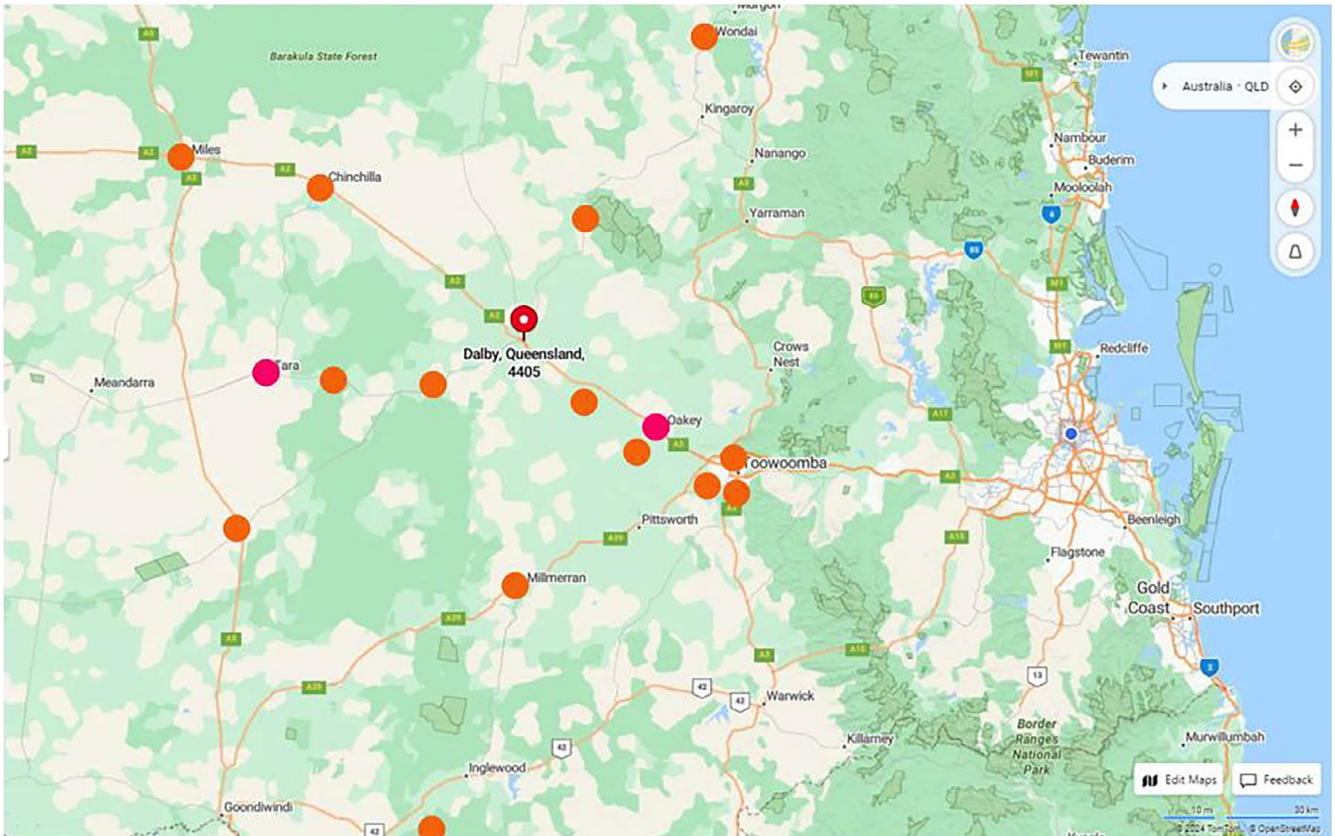 Murgon
Wondai
Tewantin
A5
Barakula State Forest
M1
Australia · QLD
Kingaroy
Nambour
A2
A2
Miles
Nanango
Buderim
A2
Chinchilla
A3
Mooloolah
Yarraman
6
85
A2
M1
85
A2
Dalby, Queensland,
4405
Crows
Nest
M1
Redcliffe
Tara
Meandarra
A17
Oakey
A2
Toowoomba
A2
Pittsworth
A39
Beenleigh
A15
Flagstone
Millmerran
Gold
Coast
Southport
A39
A5
A3
A15
2
A39
42
42
13
Warwick
Border
Ranges
National
Park
Killarney
Murwillumbah
42
Inglewood
Edit Maps
Feedback
Goondiwindi
42
10 mi
30 km
© 2024 TomTom, © OpenStreetMap